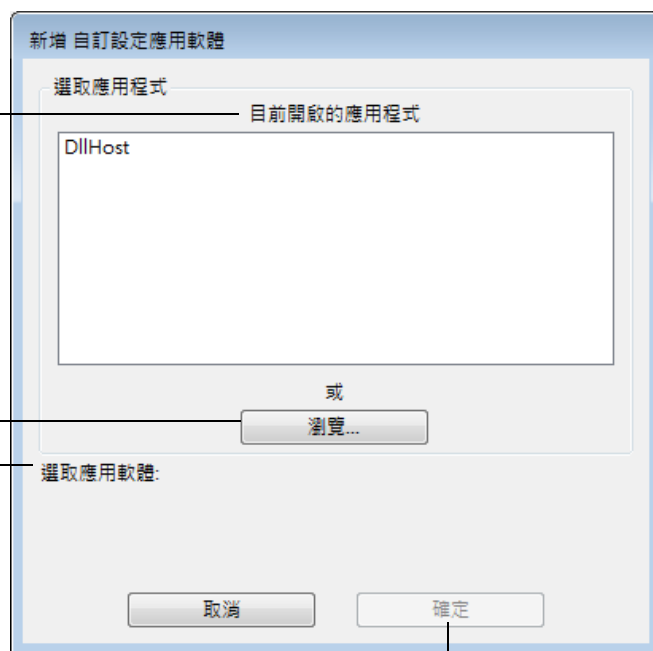 新增 自訂設定應用軟體
選取應用程式
目前開啟的應用程式
DllHost
或
瀏覽...
選取應用軟體:
取消
確定